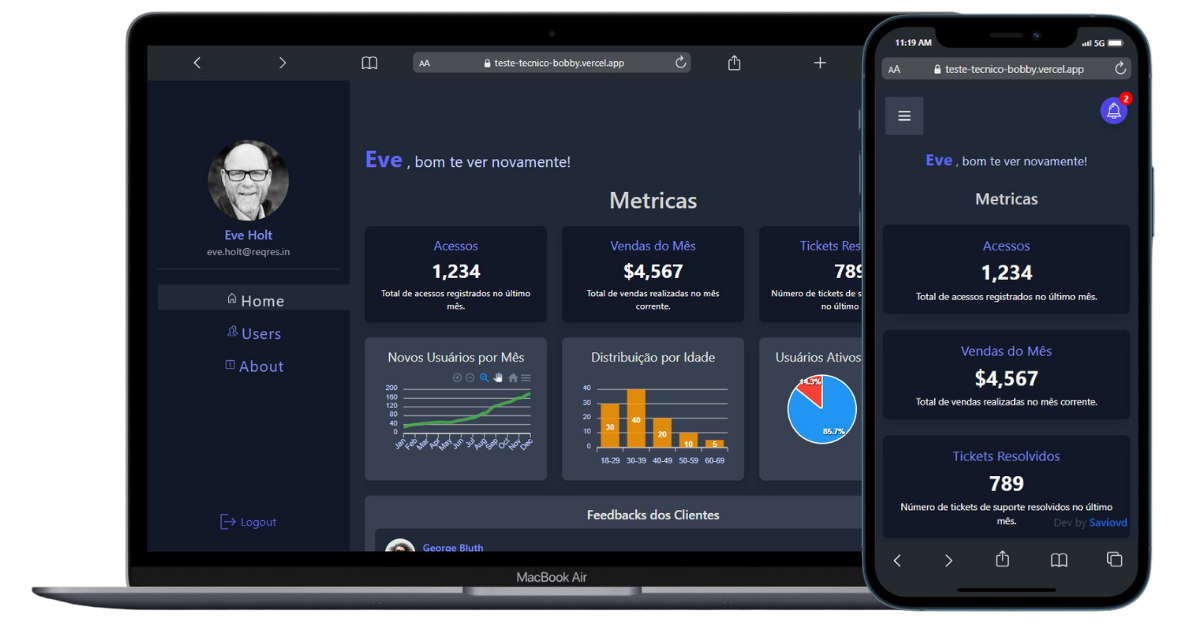 AA teste-tecnico-bobby.vercel.app
Eve Holt
eve.holt@reqres.in
Home
Users
About
Logout
Eve , bom te ver novamente!
Metricas
Acessos
1,234
Total de acessos registrados no último
mês.
Vendas do Mês
$4,567
Total de vendas realizadas no mês
corrente.
Tickets Res
789
Número de tickets de s
no último
Novos Usuários por Mês
200
160
120
80
40
0
Jan Feb Mar Apr May Jun Jul Aug Sep Oct Nov Dec
Distribuição por Idade
40
30
20
10
0
30 40 20 10 5
18-29 30-39 40-49 50-59 60-69
Usuários Ativos
14.3%
85.7%
Feedbacks dos Clientes
George Bluth
MacBook Air
11:19 AM 5G
AA teste-tecnico-bobby.vercel.app
2
Eve , bom te ver novamente!
Metricas
Acessos
1,234
Total de acessos registrados no último mês.
Vendas do Mês
$4,567
Total de vendas realizadas no mês corrente.
Tickets Resolvidos
789
Número de tickets de suporte resolvidos no último
mês.
Dev by Saviovd